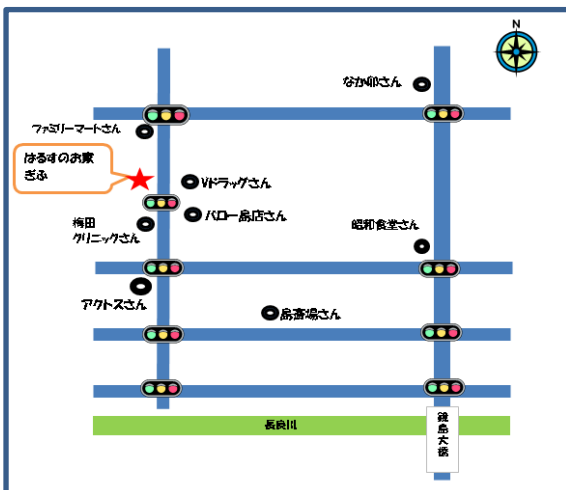 N
なか卯さん
ファミリーマートさん
はるすのお家
ぎふ
Vドラッグさん
バロー島店さん
梅田
クリニックさん
昭和食堂さん
アクトスさん
島斎場さん
長良川
鏡島大橋